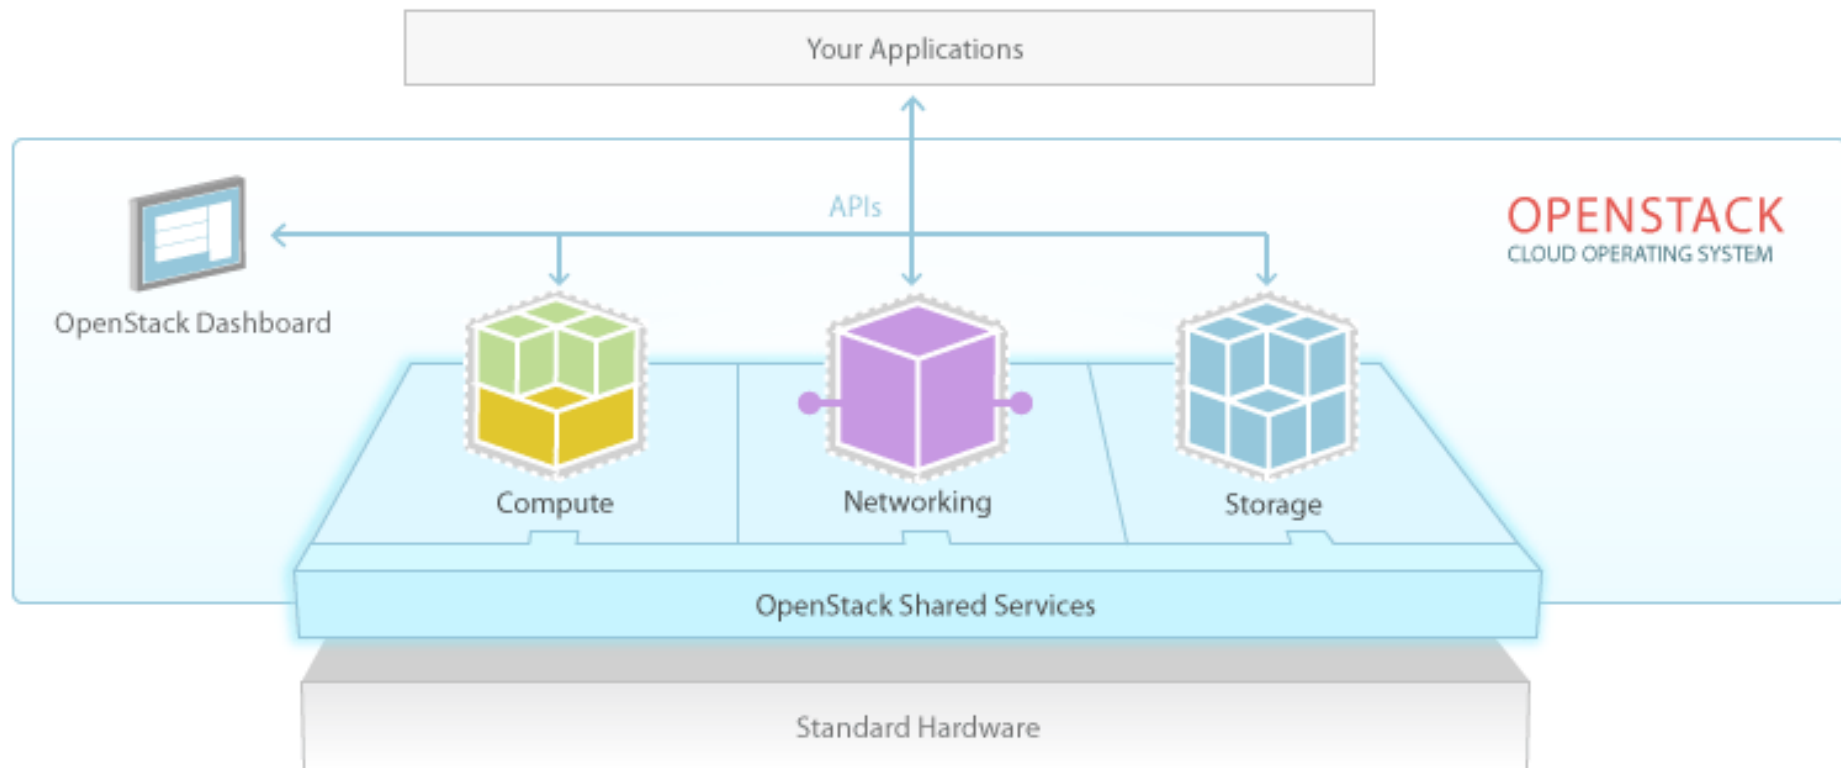 Your Applications
APIs
OPENSTACK
CLOUD OPERATING SYSTEM
OpenStack Dashboard
Compute
Networking
Storage
OpenStack Shared Services
Standard Hardware